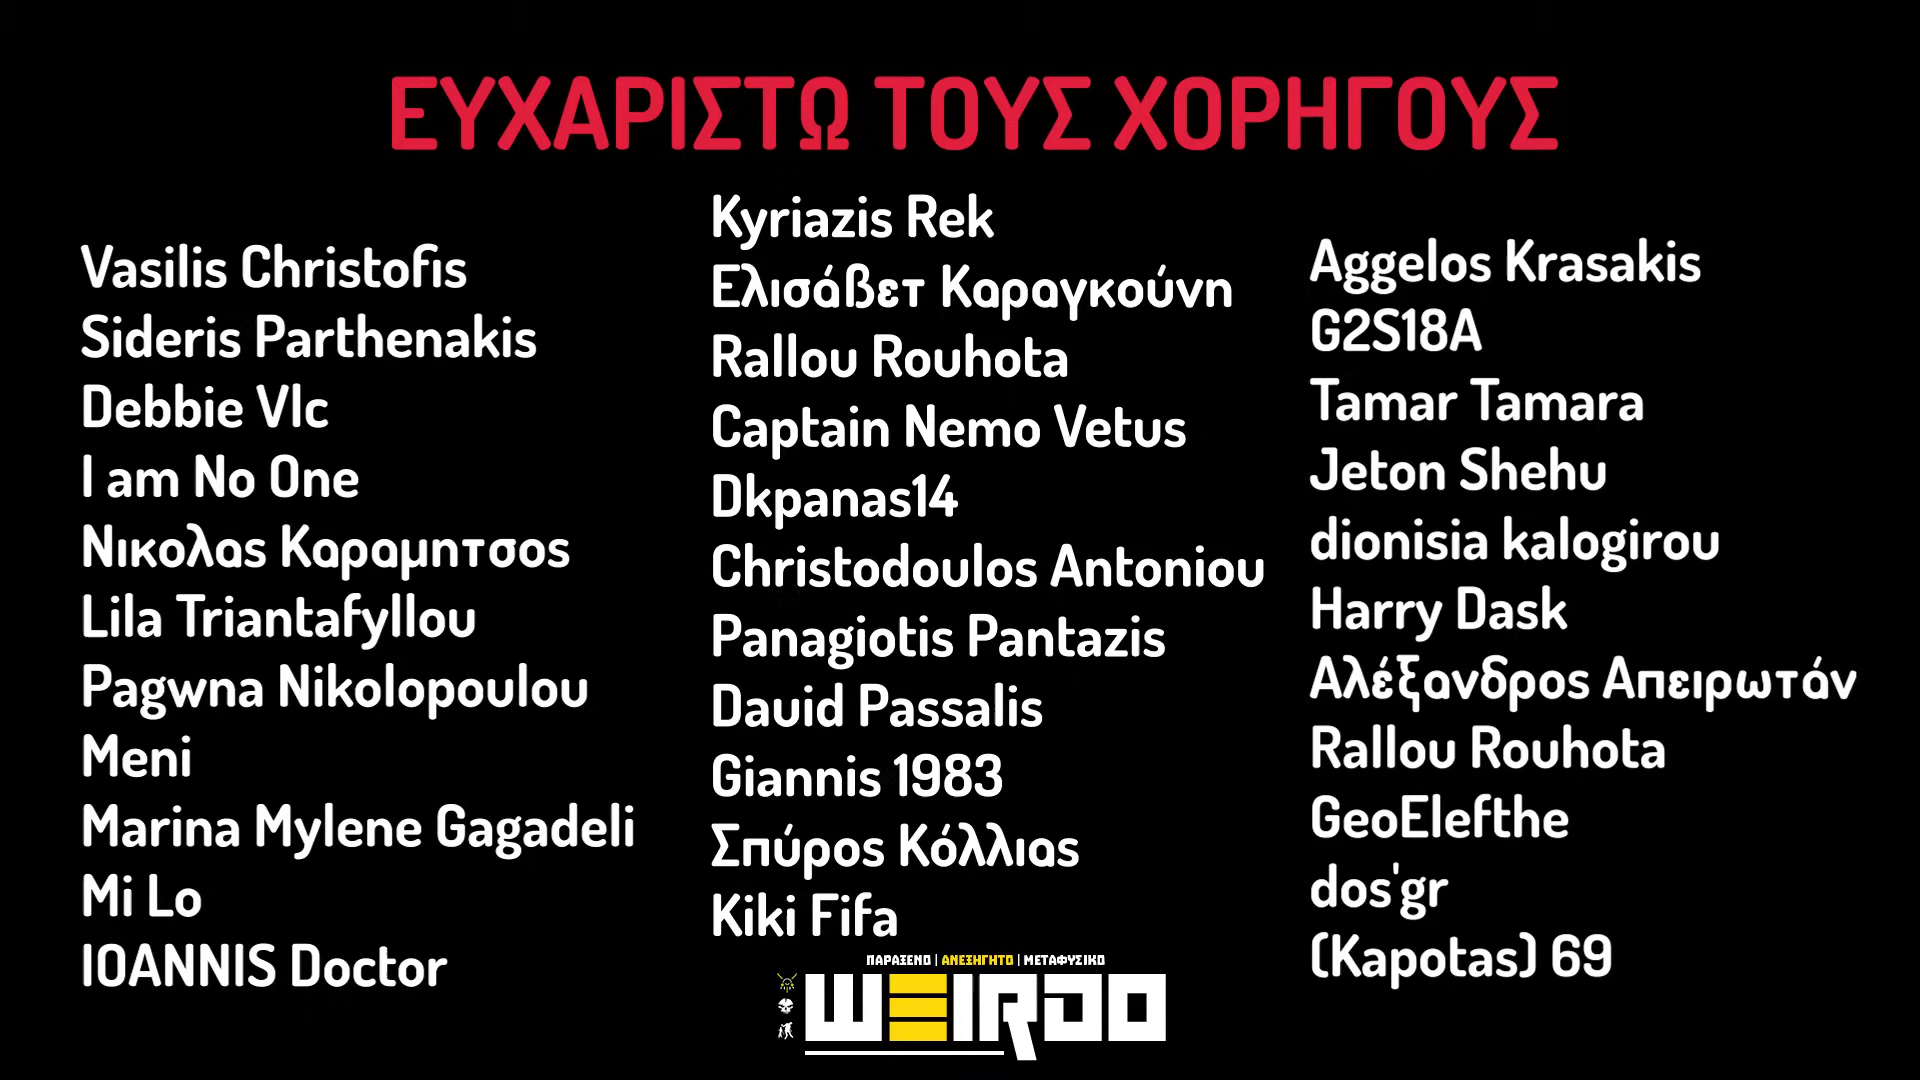 ΕΥΧΑΡΙΣΤΩ ΤΟΥΣ ΧΟΡΗΓΟΥΣ
Vasilis Christofis
Sideris Parthenakis
Debbie Vlc
I am No One
Νικολας Καραμητσος
Lila Triantafyllou
Pagwna Nikolopoulou
Meni
Marina Mylene Gagadeli
Mi Lo
IOANNIS Doctor
Kyriazis Rek
Ελισάβετ Καραγκούνη
Rallou Rouhota
Captain Nemo Vetus
Dkpanas14
Christodoulos Antoniou
Panagiotis Pantazis
David Passalis
Giannis 1983
Σπύρος Κόλλιας
Kiki Fifa
Aggelos Krasakis
G2S18A
Tamar Tamara
Jeton Shehu
dionisia kalogirou
Harry Dask
Αλέξανδρος Απειρωτάν
Rallou Rouhota
GeoElefthe
dos'gr
(Kapotas) 69
ΠΑΡΑΞΕΝΟ | ΑΝΕΞΗΓΗΤΟ | ΜΕΤΑΦΥΣΙΚΟ
WEIRDO